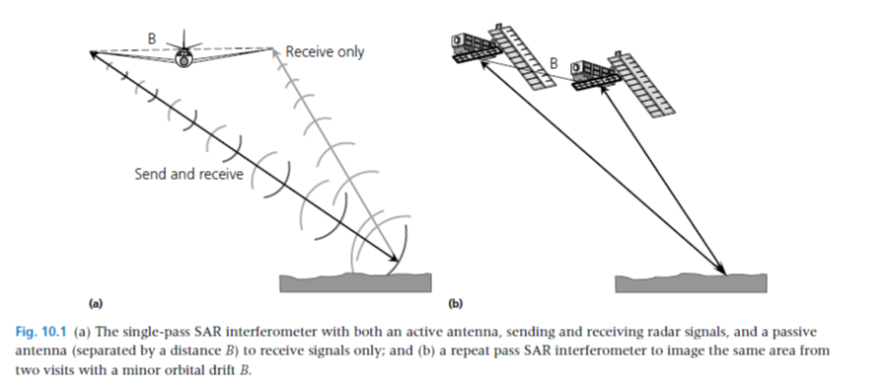 B
Receive only
B
Send and receive
(a)
(b)
Fig. 10.1 (a) The single-pass SAR interferometer with both an active antenna, sending and receiving radar signals, and a passive
antenna (separated by a distance B) to receive signals only; and (b) a repeat pass SAR interferometer to image the same area from
two visits with a minor orbital drift B.